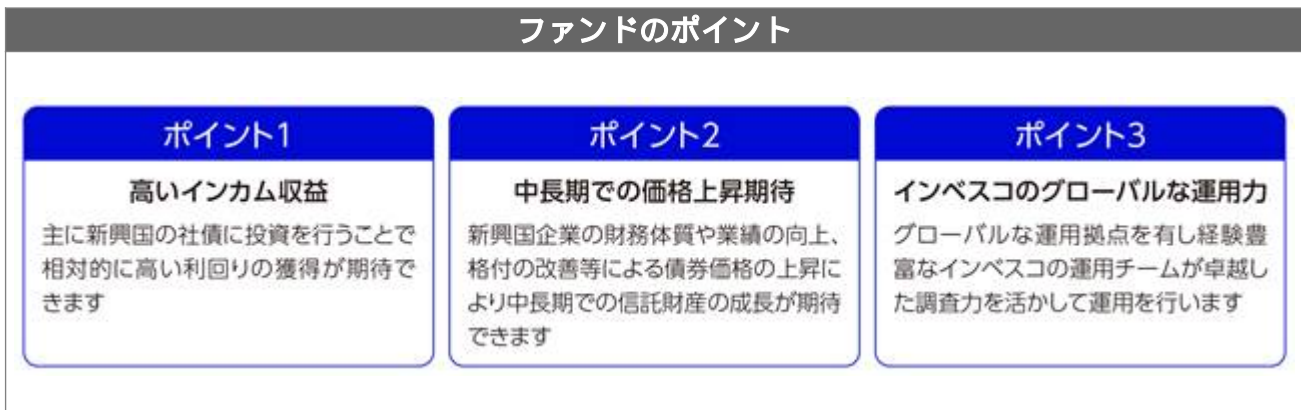 ファンドのポイント
ポイント1
高いインカム収益
主に新興国の社債に投資を行うことで
相対的に高い利回りの獲得が期待で
きます
ポイント2
中長期での価格上昇期待
新興国企業の財務体質や業績の向上、
格付の改善等による債券価格の上昇に
より中長期での信託財産の成長が期待
できます
ポイント3
インベスコのグローバルな運用力
グローバルな運用拠点を有し経験豊
富なインベスコの運用チームが卓越し
た調査力を活かして運用を行います